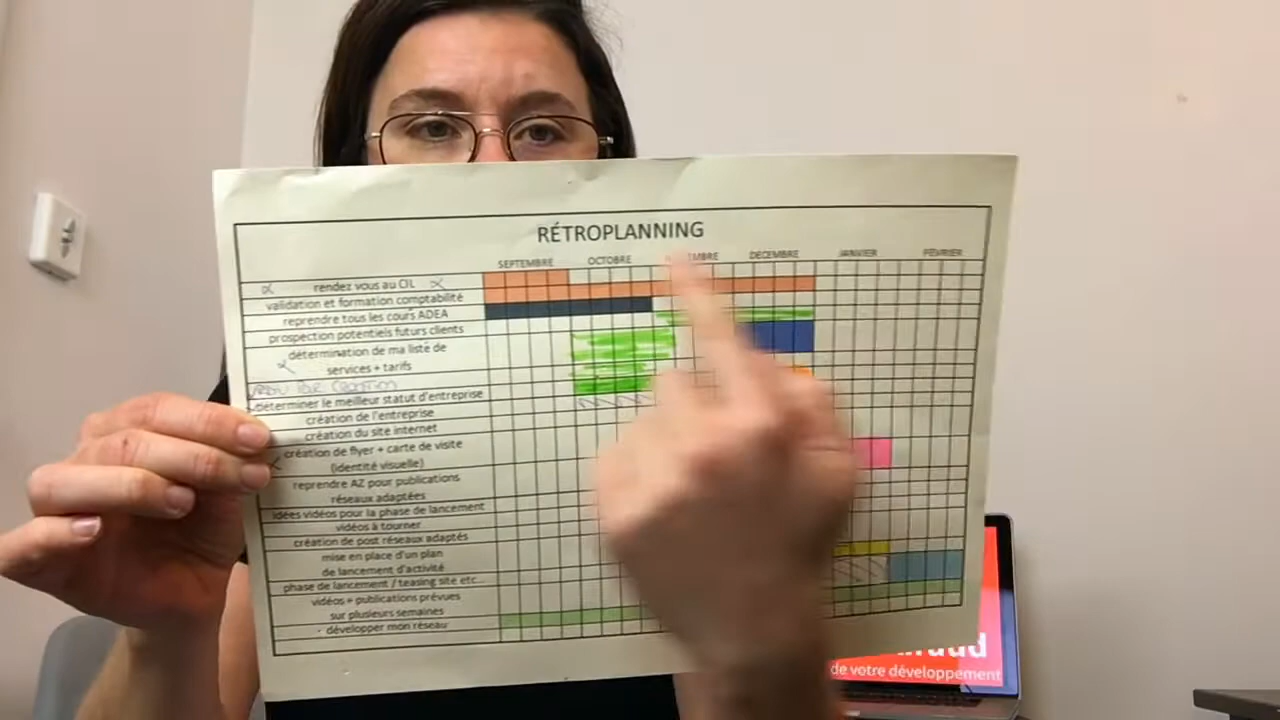 RÉTROPLANNING
SEPTEMBRE OCTOBRE DECEMBRE JANVIER FÉVRIER
rendez vous au CIL
validation et formation comptabilité
reprendre tous les cours ADEA
prospection potentiels futurs clients
détermination de ma liste de
services + tarifs
déterminer le meilleur statut d'entreprise
création de l'entreprise
création du site internet
création de flyer + carte de visite
(identité visuelle)
reprendre AZ pour publications
réseaux adaptées
idées vidéos pour la phase de lancement
vidéos à tourner
création de post réseaux adaptés
mise en place d'un plan
de lancement d'activité
phase de lancement / teasing site etc...
vidéos + publications prévues
sur plusieurs semaines
- développer mon réseau
de votre développement